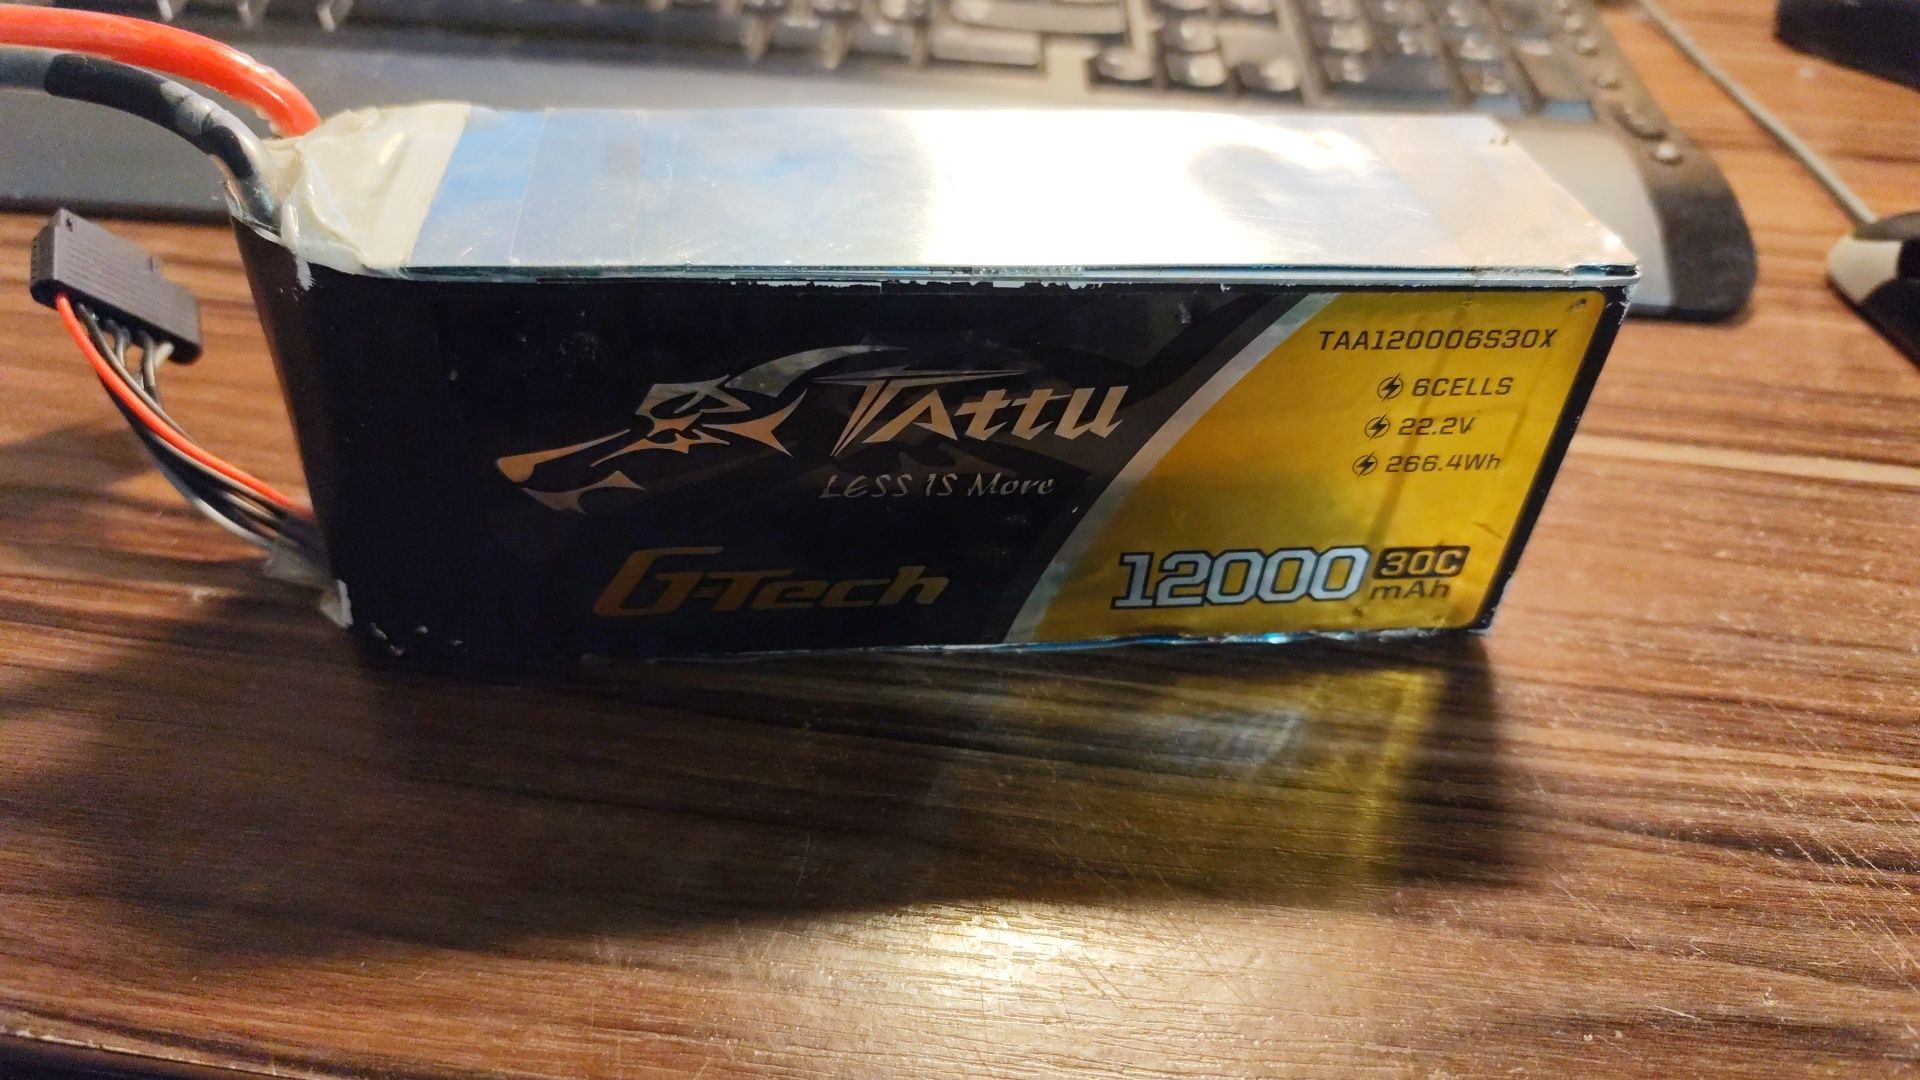 TAA120006S30X
6CELLS
22.2V
266.4Wh
TATTU
LESS IS More
G-Tech
12000 30C
mAh